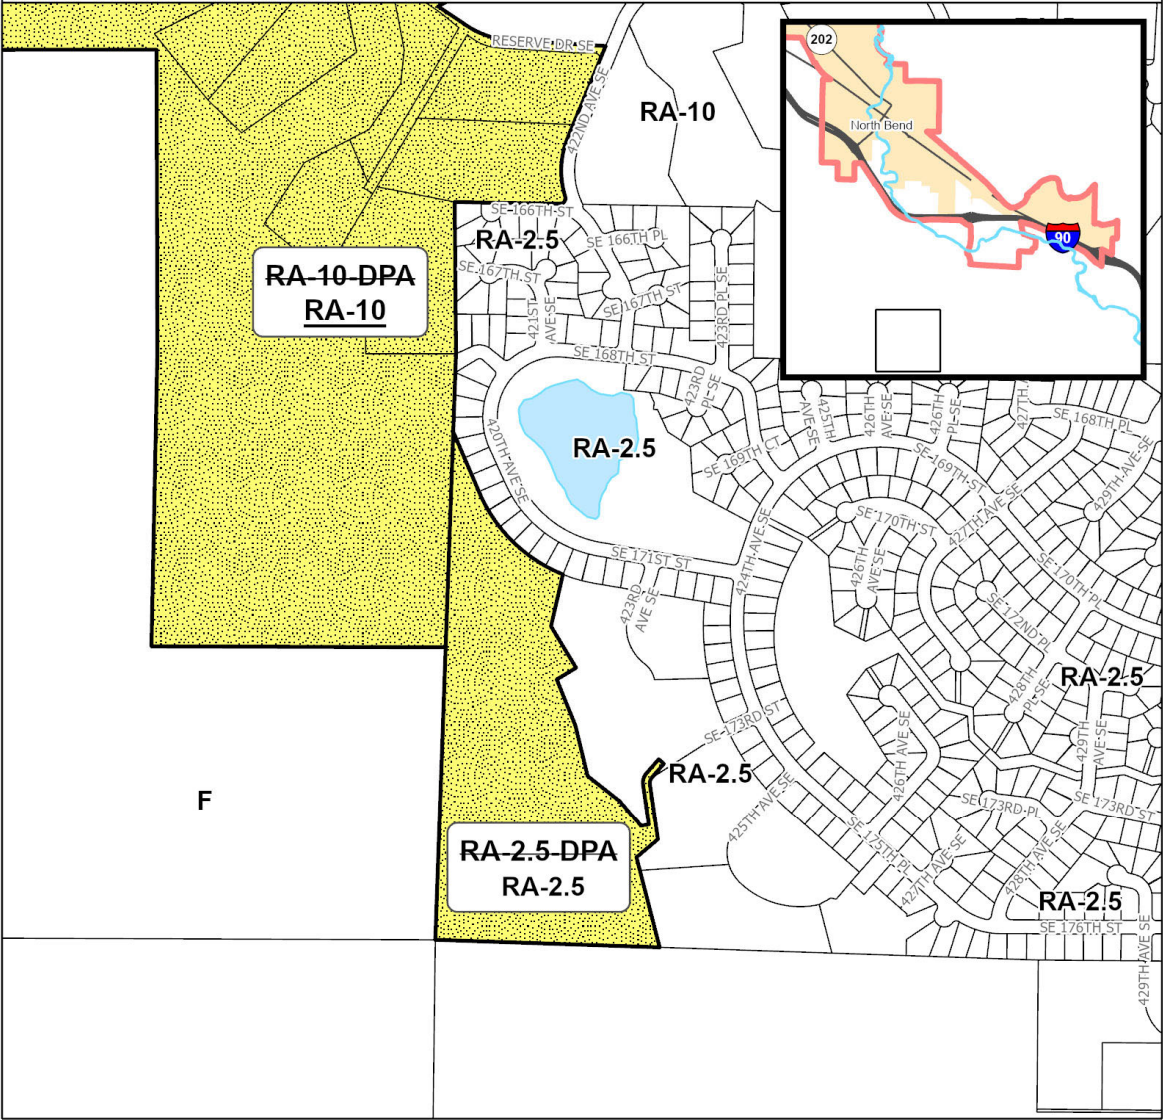 RESERVE DR SE
422ND AVE SE
RA-10
202
North Bend
90
SE 166TH ST
RA-2.5
SE 166TH PL
SE 167TH ST
SE 167TH ST
421ST
AVE SE
423RD PL SE
RA-10-DPA
RA-10
SE 168TH ST
423RD
PL SE
425TH
AVE SE
426TH
AVE SE
426TH
PL SE
SE 168TH PL
429TH AVE SE
420TH AVE SE
RA-2.5
SE 169TH CT
SE 169TH ST
427TH AVE SE
SE 170TH ST
424TH AVE SE
SE 171ST ST
426TH
AVE SE
SE 170TH PL
423RD
AVE SE
SE 172ND PL
428TH
PL SE
RA-2.5
SE 173RD ST
426TH AVE SE
429TH
AVE SE
RA-2.5
F
425TH AVE SE
SE 173RD PL
SE 173RD ST
SE 175TH PL
427TH AVE SE
428TH AVE SE
RA-2.5-DPA
RA-2.5
RA-2.5
SE 176TH ST
429TH AVE SE